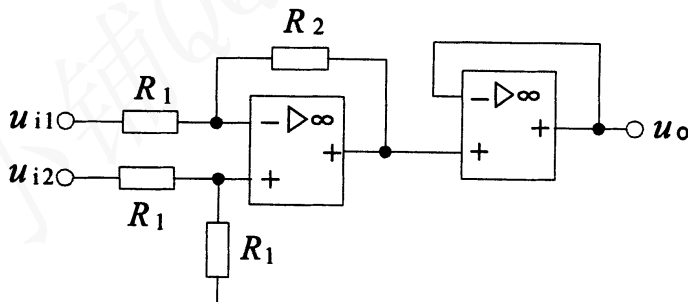 R2
R1
ui1
− ▷ ∞
+
− ▷ ∞
+
uo
ui2
+
+
R1
R1